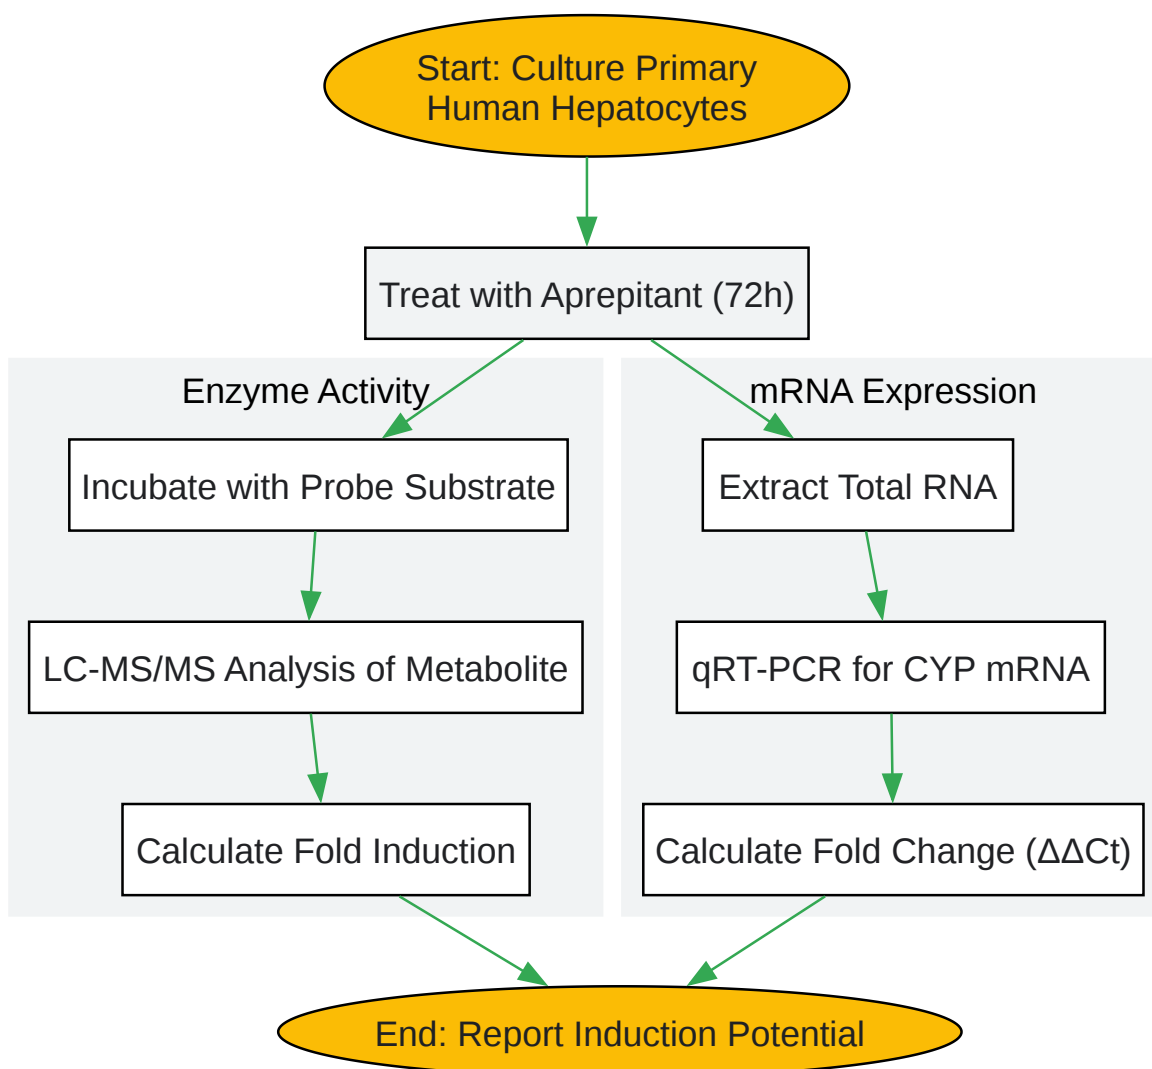 Start: Culture Primary
Human Hepatocytes
Treat with Aprepitant (72h)
Enzyme Activity
Incubate with Probe Substrate
LC-MS/MS Analysis of Metabolite
Calculate Fold Induction
mRNA Expression
Extract Total RNA
qRT-PCR for CYP mRNA
Calculate Fold Change (ΔΔCt)
End: Report Induction Potential